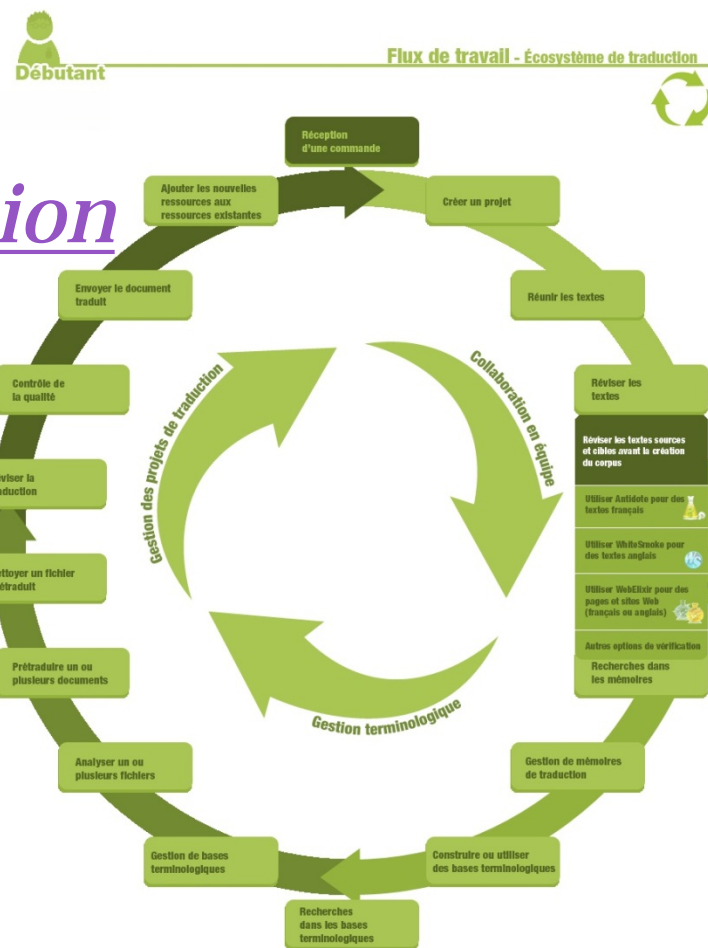 Débutant
Flux de travail - Écosystème de traduction
Réception
d'une commande
Ajouter les nouvelles
ressources aux
ressources existantes
Créer un projet
ion
Envoyer le document
traduit
Réunir les textes
Contrôle de
la qualité
Réviser les
textes
Gestion des projets de traduction
Collaboration en équipe
Gestion terminologique
Réviser les textes sources
et cibles avant la création
du corpus
Utiliser Antidote pour des
textes français
Utiliser WhiteSmoke pour
des textes anglais
Utiliser WebElixir pour des
pages et sites Web
(français ou anglais)
Autres options de vérification
viser la
duction
ttoyer un fichier
étraduit
Prétraduire un ou
plusieurs documents
Recherches dans
les mémoires
Analyser un ou
plusieurs fichiers
Gestion de mémoires
de traduction
Gestion de bases
terminologiques
Construire ou utiliser
des bases terminologiques
Recherches
dans les bases
terminologiques